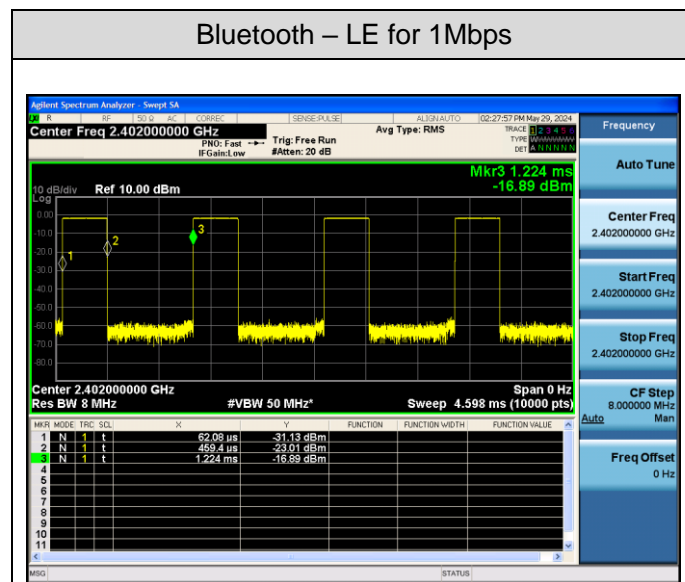 Bluetooth – LE for 1Mbps
Agilent Spectrum Analyzer - Swept SA
R RF 50 Ω AC CORREC SENSE:PULSE ALIGN AUTO 02:27:57 PM May 29, 2024
Center Freq 2.402000000 GHz
PNO: Fast
IFGain:Low
Trig: Free Run
#Atten: 20 dB
Avg Type: RMS
TRACE 1 2 3 4 5 6
TYPE
DET A N N N N N
Mkr3 1.224 ms
-16.89 dBm
10 dB/div Ref 10.00 dBm
Log
0.00
-10.0
-20.0
-30.0
-40.0
-50.0
-60.0
-70.0
-80.0
1
2
3
Center 2.402000000 GHz Span 0 Hz
Res BW 8 MHz #VBW 50 MHz* Sweep 4.598 ms (10000 pts)
MKR MODE TRC SCL X Y FUNCTION FUNCTION WIDTH FUNCTION VALUE
1 N 1 t 62.08 µs -31.13 dBm
2 N 1 t 459.4 µs -23.01 dBm
3 N 1 t 1.224 ms -16.89 dBm
4
5
6
7
8
9
10
11
MSG STATUS
Frequency
Auto Tune
Center Freq
2.402000000 GHz
Start Freq
2.402000000 GHz
Stop Freq
2.402000000 GHz
CF Step
8.000000 MHz
Auto Man
Freq Offset
0 Hz